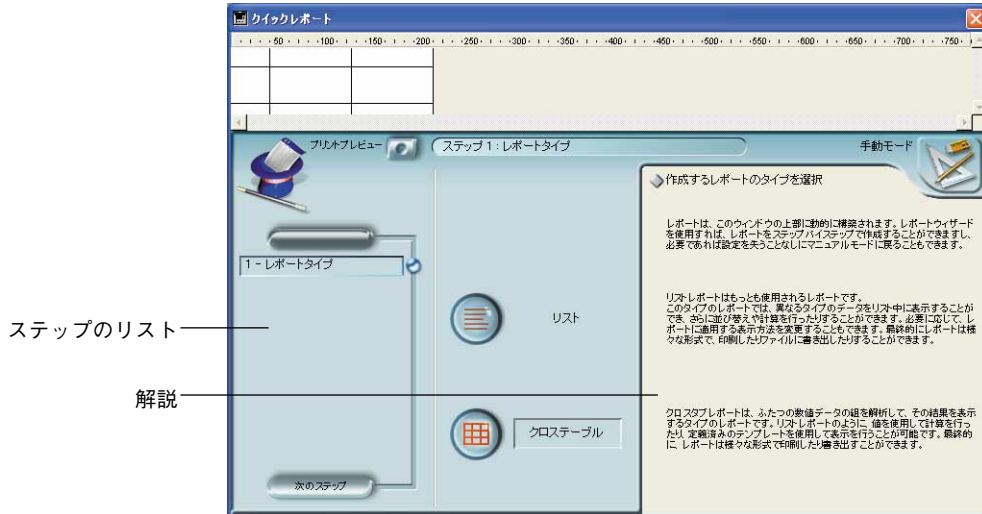 クイックレポート
50 100 150 200 250 300 350 400 450 500 550 600 650 700 750
プリントプレビュー
ステップ 1 : レポートタイプ
手動モード
作成するレポートのタイプを選択
レポートは、このウィンドウの上部に動的に構築されます。レポートウィザード
を使用すれば、レポートをステップバイステップで作成することができますし、
必要であれば設定を失うことなしにマニュアルモードに戻ることもできます。
1 - レポートタイプ
リストレポートはもっとも使用されるレポートです。
このタイプのレポートでは、異なるタイプのデータをリスト中に表示することが
でき、さらに並び替えや計算を行ったりすることができます。必要に応じて、レ
ポートに適用する表示方法を変更することもできます。最終的にレポートは様
々な形式で、印刷したりファイルに書き出したりすることができます。
リスト
ステップのリスト
解説
クロスタブレポートは、ふたつの数値データの組を解析して、その結果を表示
するタイプのレポートです。リストレポートのように、値を使用して計算を行っ
たり、定義済みのテンプレートを使用して表示を行うことが可能です。最終的
に、レポートは様々な形式で印刷したり書き出すことができます。
クロステーブル
次のステップ